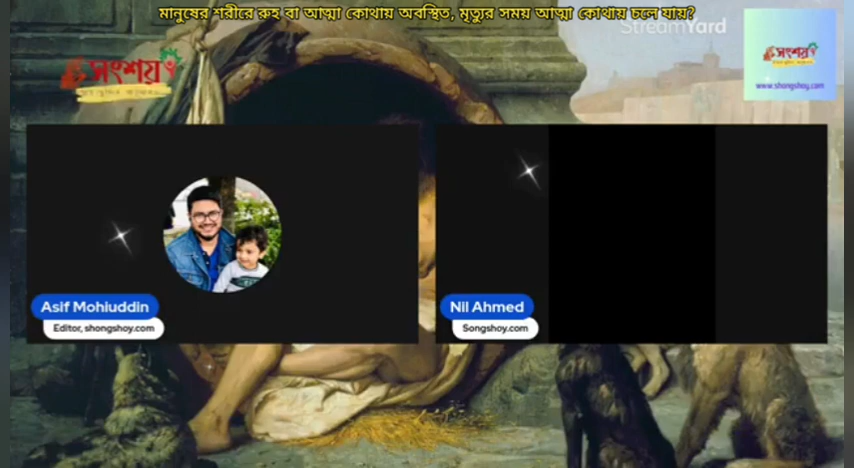 মানুষের শরীরে রুহ বা আত্মা কোথায় অবস্থিত, মৃত্যুর সময় আত্মা কোথায় চলে যায়?
StreamYard
সংশয়
সংশয়
www.shongshoy.com
Asif Mohiuddin
Editor, shongshoy.com
Nil Ahmed
Songshoy.com